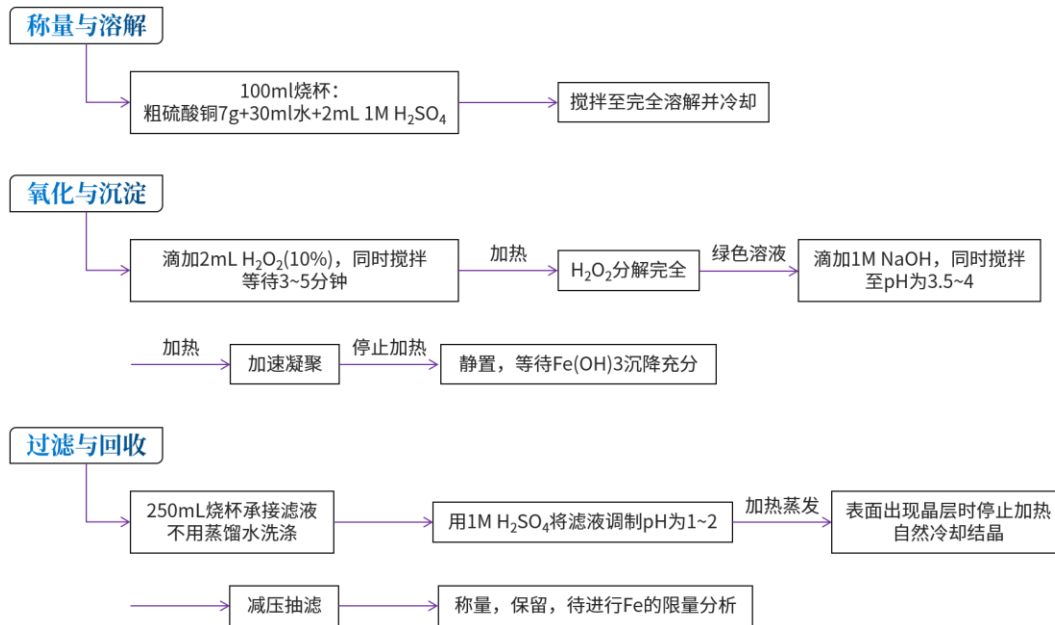 称量与溶解
100ml烧杯：
粗硫酸铜7g+30ml水+2mL 1M H₂SO₄
搅拌至完全溶解并冷却
氧化与沉淀
滴加2mL H₂O₂(10%)，同时搅拌
等待3~5分钟
加热
H₂O₂分解完全
绿色溶液
滴加1M NaOH，同时搅拌
至pH为3.5~4
加热
加速凝聚
停止加热
静置，等待Fe(OH)3沉降充分
过滤与回收
250mL烧杯承接滤液
不用蒸馏水洗涤
用1M H₂SO₄将滤液调制pH为1~2
加热蒸发
表面出现晶层时停止加热
自然冷却结晶
减压抽滤
称量，保留，待进行Fe的限量分析